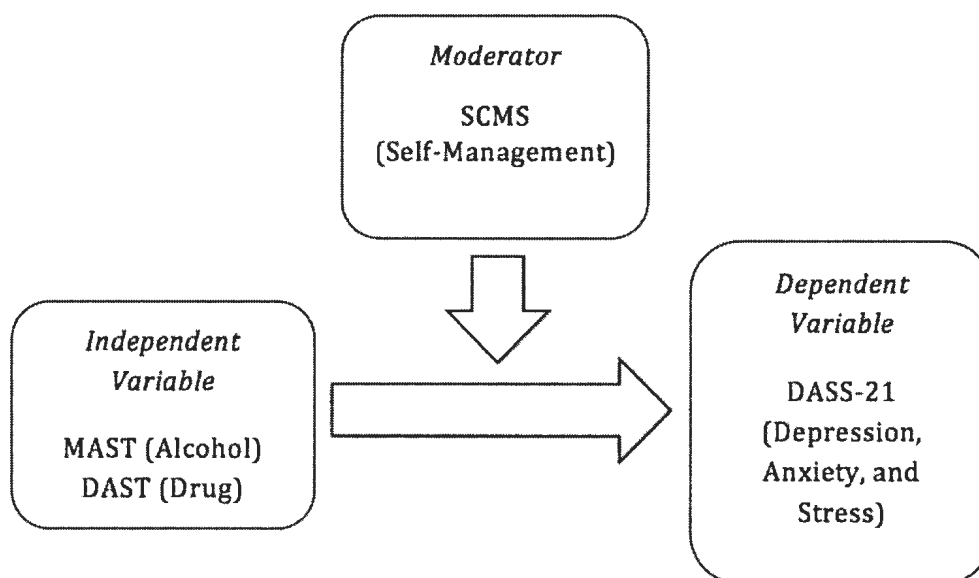 Moderator
SCMS
(Self-Management)
Independent
Variable
MAST (Alcohol)
DAST (Drug)
Dependent
Variable
DASS-21
(Depression,
Anxiety, and
Stress)